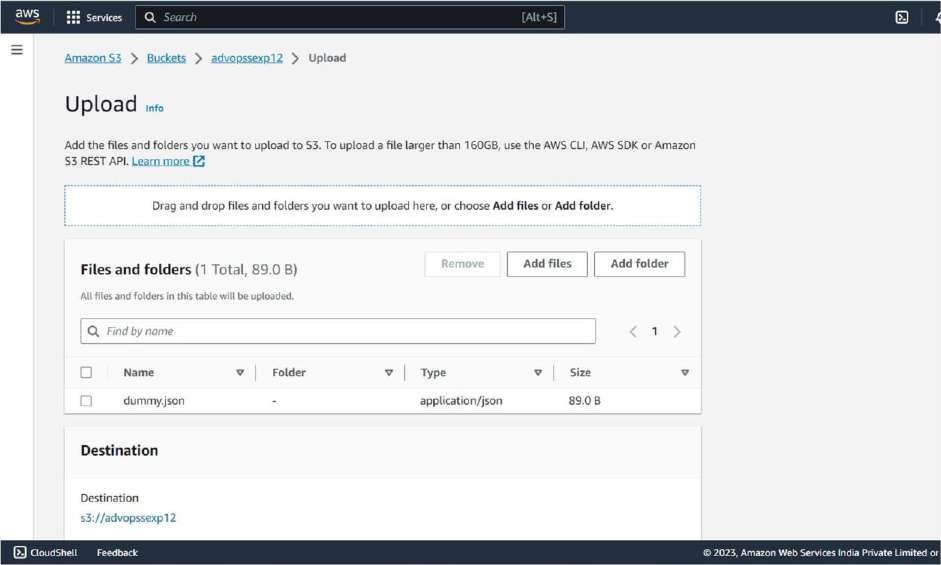 aws
Services
Search
[Alt+S]
Amazon S3 > Buckets > advopssexp12 > Upload
Upload Info
Add the files and folders you want to upload to S3. To upload a file larger than 160GB, use the AWS CLI, AWS SDK or Amazon
S3 REST API. Learn more
Drag and drop files and folders you want to upload here, or choose Add files or Add folder.
Files and folders (1 Total, 89.0 B)
Remove
Add files
Add folder
All files and folders in this table will be uploaded.
Find by name
1
Name Folder Type Size
dummy.json - application/json 89.0 B
Destination
Destination
s3://advopssexp12
CloudShell Feedback © 2023, Amazon Web Services India Private Limited or